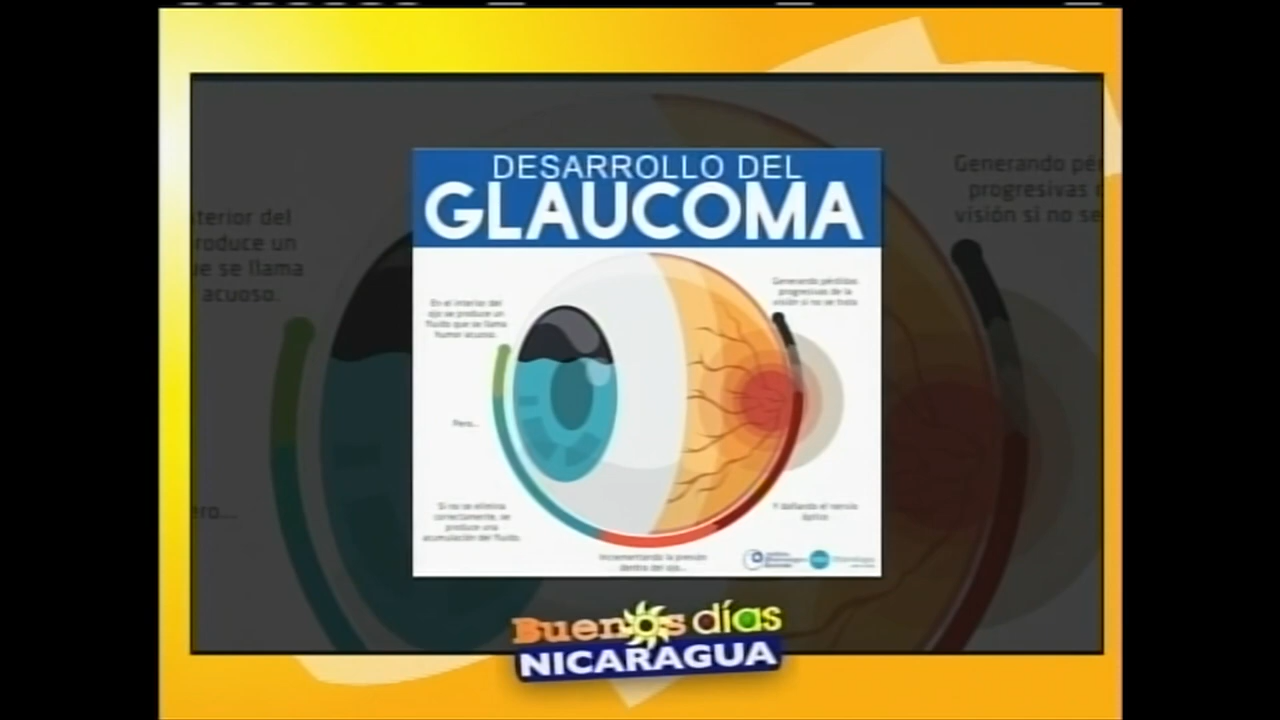 DESARROLLO DEL
GLAUCOMA
En el interior del
ojo se produce un
fluido que se llama
humor acuoso.
Pero...
Si no se elimina
correctamente, se
produce una
acumulación del fluido.
Incrementando la presión
dentro del ojo...
Y dañando el nervio
óptico
Generando pérdidas
progresivas de la
visión si no se trata
terior del
roduce un
ue se llama
acuoso.
ero...
Generando pér
progresivas d
visión si no se
Buenos días
NICARAGUA